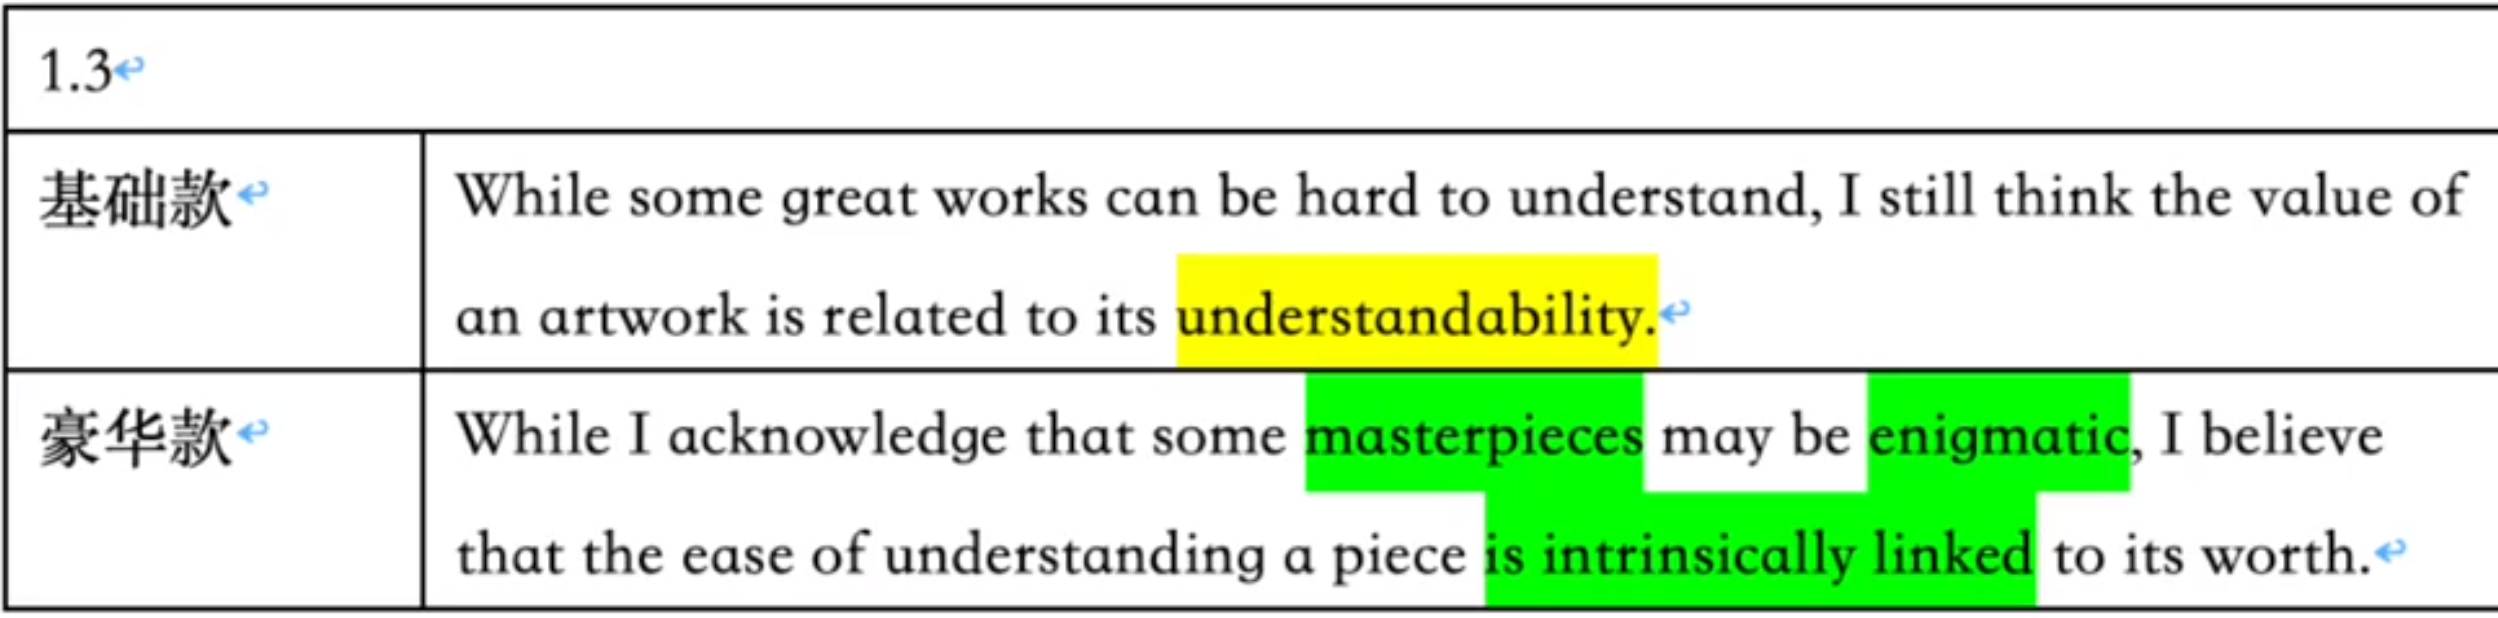 1.3
基础款
While some great works can be hard to understand, I still think the value of
an artwork is related to its understandability.
豪华款
While I acknowledge that some masterpieces may be enigmatic, I believe
that the ease of understanding a piece is intrinsically linked to its worth.